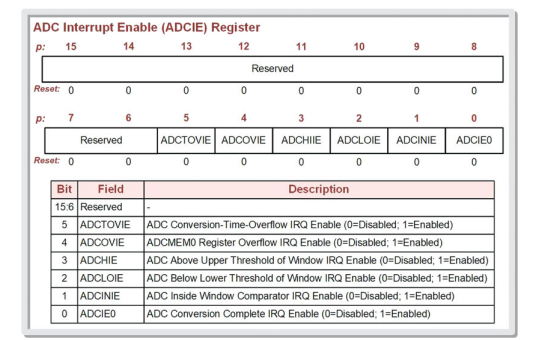 ADC Interrupt Enable (ADCIE) Register
p: 15 14 13 12 11 10 9 8
Reserved
Reset: 0 0 0 0 0 0 0 0
p: 7 6 5 4 3 2 1 0
Reserved ADCTOVIE ADCOVIE ADCHIIE ADCLOIE ADCINIE ADCIE0
Reset: 0 0 0 0 0 0 0 0
Bit Field Description
15:6 Reserved -
5 ADCTOVIE ADC Conversion-Time-Overflow IRQ Enable (0=Disabled; 1=Enabled)
4 ADCOVIE ADCMEM0 Register Overflow IRQ Enable (0=Disabled; 1=Enabled)
3 ADCHIE ADC Above Upper Threshold of Window IRQ Enable (0=Disabled; 1=Enabled)
2 ADCLOIE ADC Below Lower Threshold of Window IRQ Enable (0=Disabled; 1=Enabled)
1 ADCINIE ADC Inside Window Comparator IRQ Enable (0=Disabled; 1=Enabled)
0 ADCIE0 ADC Conversion Complete IRQ Enable (0=Disabled; 1=Enabled)